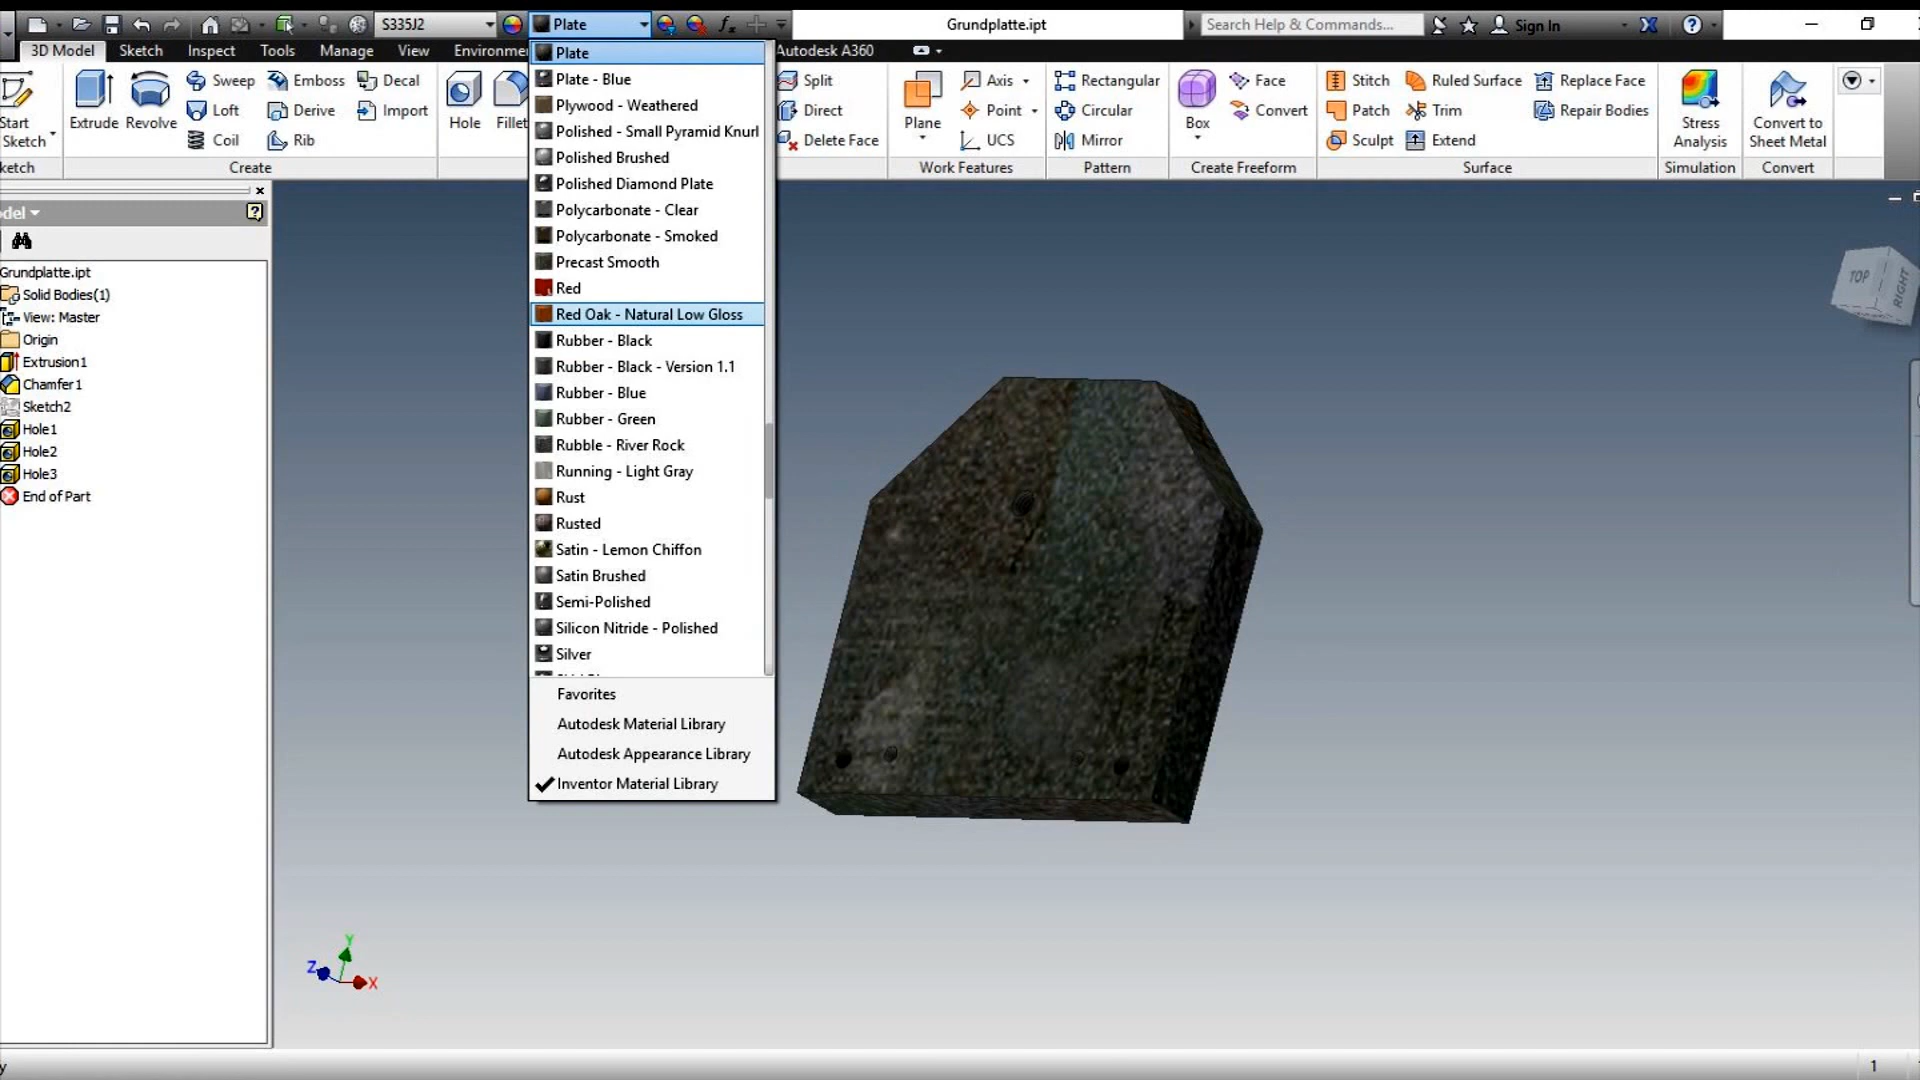 S335J2
Plate
Grundplatte.ipt
Search Help & Commands...
Sign In
3D Model
Sketch
Inspect
Tools
Manage
View
Environme
Autodesk A360
Start
Sketch
Extrude
Revolve
Sweep
Loft
Coil
Emboss
Derive
Rib
Decal
Import
Hole
Fillet
Split
Direct
Delete Face
Plane
Axis
Point
UCS
Rectangular
Circular
Mirror
Box
Face
Convert
Stitch
Patch
Sculpt
Ruled Surface
Trim
Extend
Replace Face
Repair Bodies
Stress
Analysis
Convert to
Sheet Metal
ketch
Create
Work Features
Pattern
Create Freeform
Surface
Simulation
Convert
Plate
Plate - Blue
Plywood - Weathered
Polished - Small Pyramid Knurl
Polished Brushed
Polished Diamond Plate
Polycarbonate - Clear
Polycarbonate - Smoked
Precast Smooth
Red
Red Oak - Natural Low Gloss
Rubber - Black
Rubber - Black - Version 1.1
Rubber - Blue
Rubber - Green
Rubble - River Rock
Running - Light Gray
Rust
Rusted
Satin - Lemon Chiffon
Satin Brushed
Semi-Polished
Silicon Nitride - Polished
Silver
Favorites
Autodesk Material Library
Autodesk Appearance Library
Inventor Material Library
del
Grundplatte.ipt
Solid Bodies(1)
View: Master
Origin
Extrusion1
Chamfer1
Sketch2
Hole1
Hole2
Hole3
End of Part
TOP
RIGHT
Y
Z
X
y
1